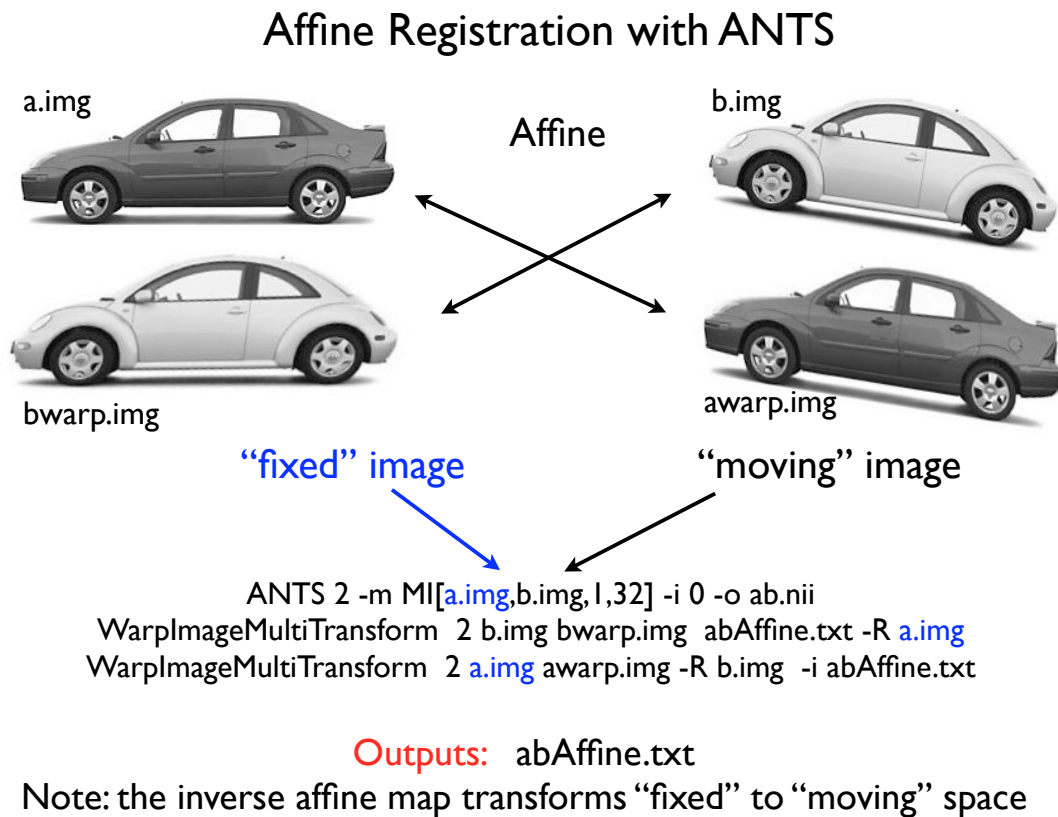 Affine Registration with ANTS
a.img
Affine
b.img
bwarp.img
awarp.img
“fixed” image
“moving” image
ANTS 2 -m MI[a.img,b.img,1,32] -i 0 -o ab.nii
WarpImageMultiTransform 2 b.img bwarp.img abAffine.txt -R a.img
WarpImageMultiTransform 2 a.img awarp.img -R b.img -i abAffine.txt
Outputs: abAffine.txt
Note: the inverse affine map transforms “fixed” to “moving” space